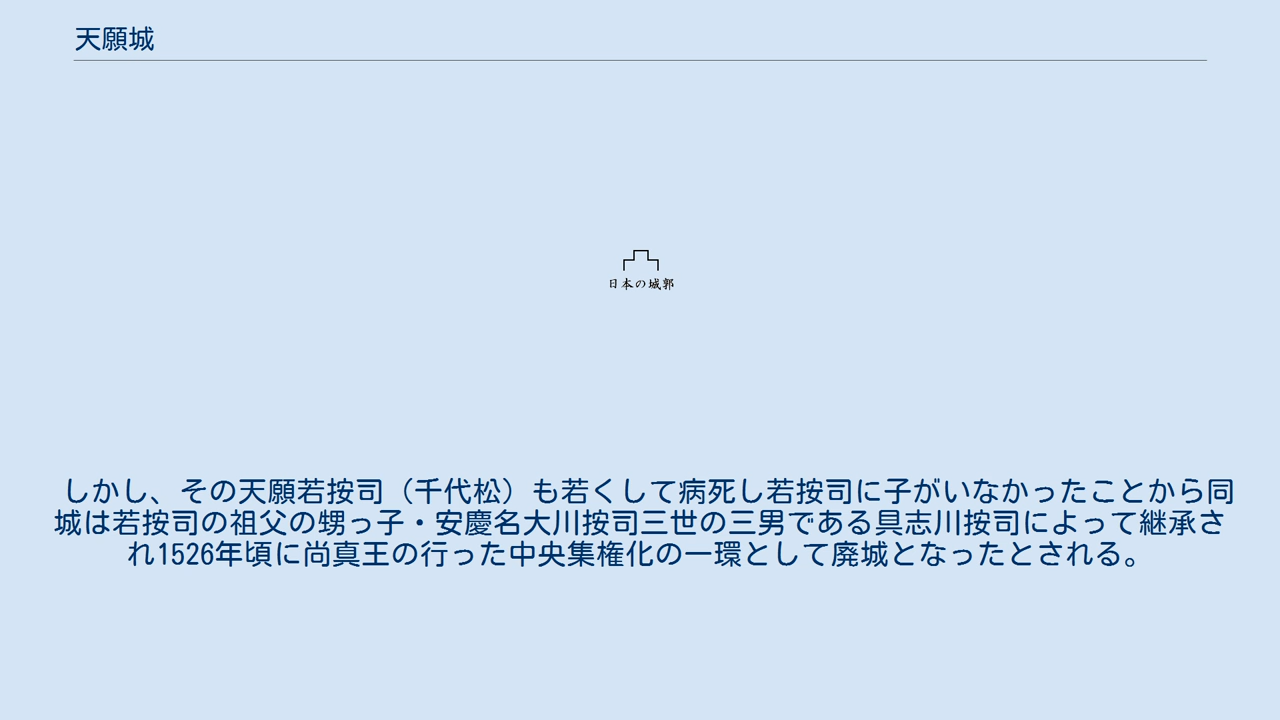 天願城
日本の城郭
しかし、その天願若按司（千代松）も若くして病死し若按司に子がいなかったことから同
城は若按司の祖父の甥っ子・安慶名大川按司三世の三男である具志川按司によって継承さ
れ1526年頃に尚真王の行った中央集権化の一環として廃城となったとされる。